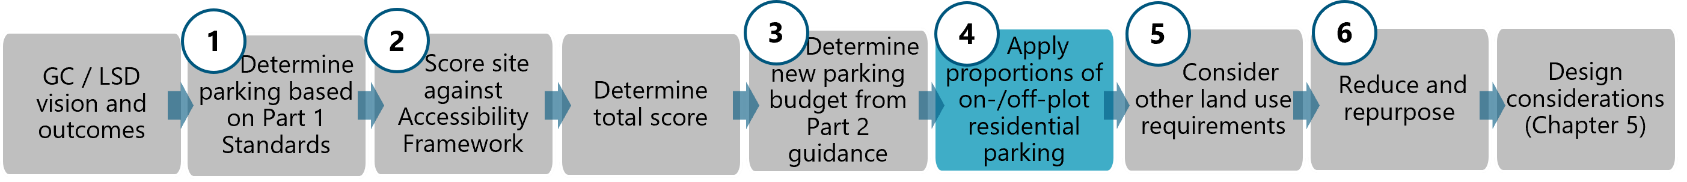 GC / LSD
vision and
outcomes
1
Determine
parking based
on Part 1
Standards
2
Score site
against
Accessibility
Framework
Determine
total score
3
Determine
new parking
budget from
Part 2
guidance
4
Apply
proportions of
on-/off-plot
residential
parking
5
Consider
other land use
requirements
6
Reduce and
repurpose
Design
considerations
(Chapter 5)